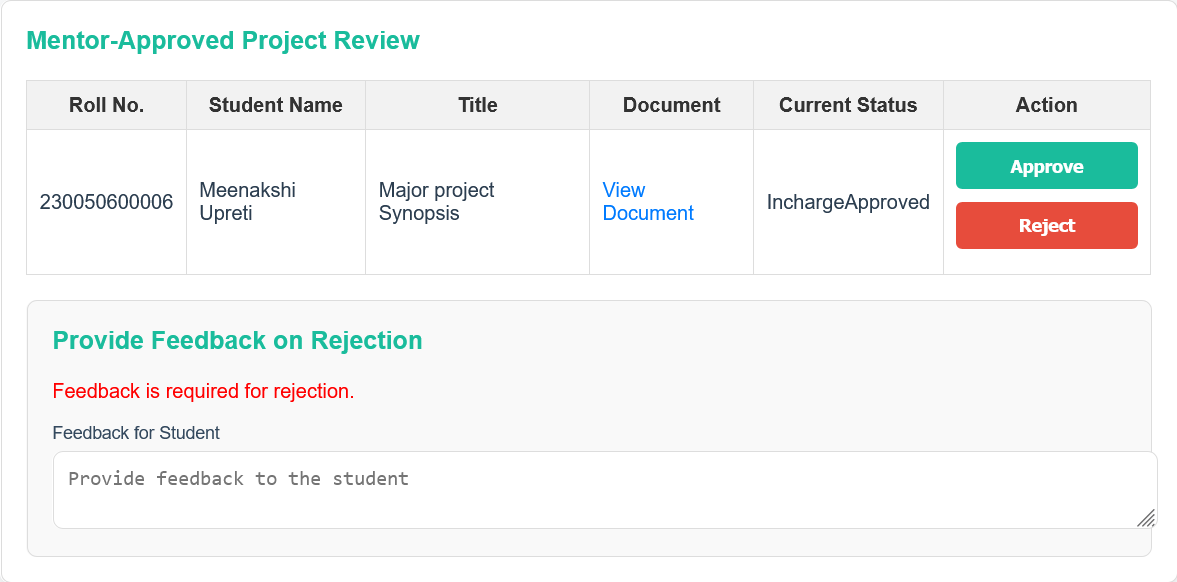 Mentor-Approved Project Review
Roll No. Student Name Title Document Current Status Action
230050600006 Meenakshi Upreti Major project Synopsis View Document InchargeApproved Approve
Reject
Provide Feedback on Rejection
Feedback is required for rejection.
Feedback for Student
Provide feedback to the student